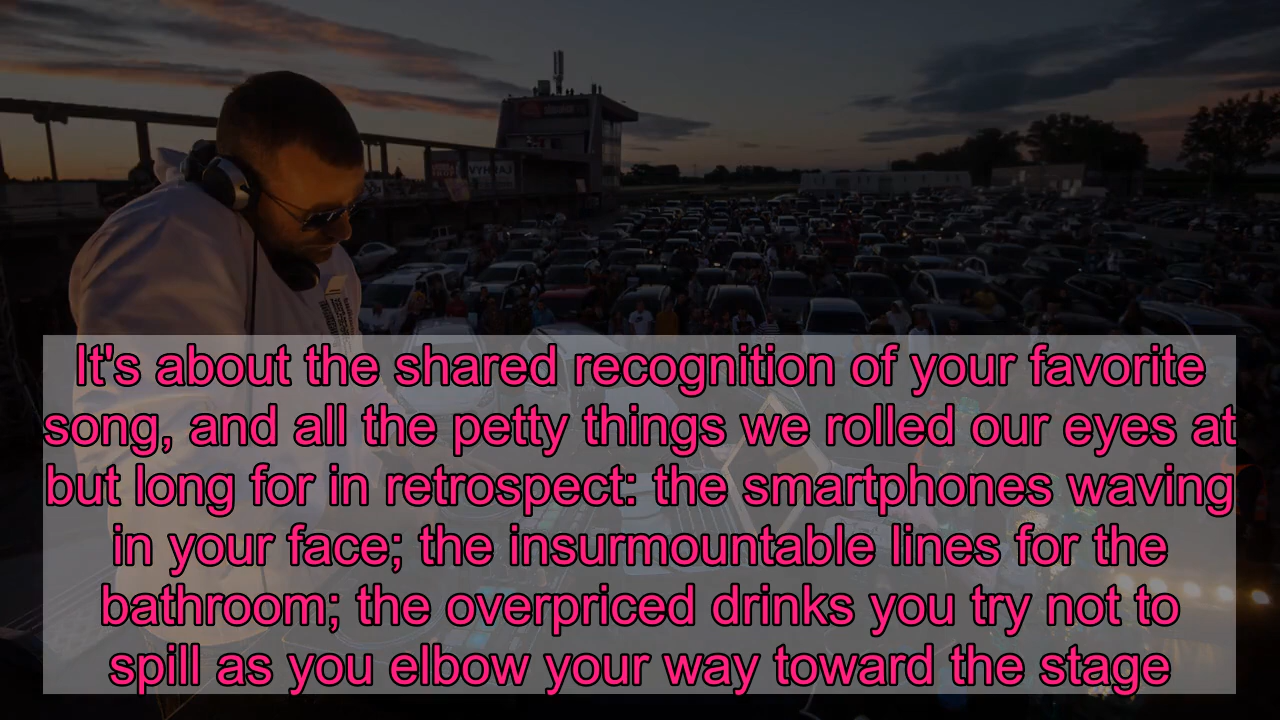 It's about the shared recognition of your favorite
song, and all the petty things we rolled our eyes at
but long for in retrospect: the smartphones waving
in your face; the insurmountable lines for the
bathroom; the overpriced drinks you try not to
spill as you elbow your way toward the stage